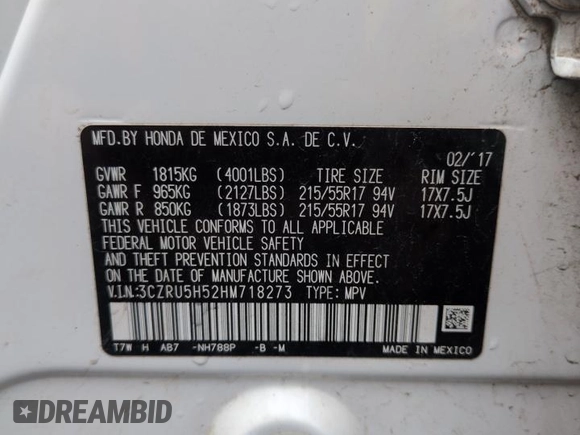 MFD.BY HONDA DE MEXICO S.A. DE C.V.
02/'17
GVWR 1815KG (4001LBS) TIRE SIZE RIM SIZE
GAWR F 965KG (2127LBS) 215/55R17 94V 17X7.5J
GAWR R 850KG (1873LBS) 215/55R17 94V 17X7.5J
THIS VEHICLE CONFORMS TO ALL APPLICABLE
FEDERAL MOTOR VEHICLE SAFETY
AND THEFT PREVENTION STANDARDS IN EFFECT
ON THE DATE OF MANUFACTURE SHOWN ABOVE.
V.I.N.:3CZRU5H52HM718273 TYPE: MPV
T7W H AB7 -NH788P -B -M
MADE IN MEXICO
DREAMBID